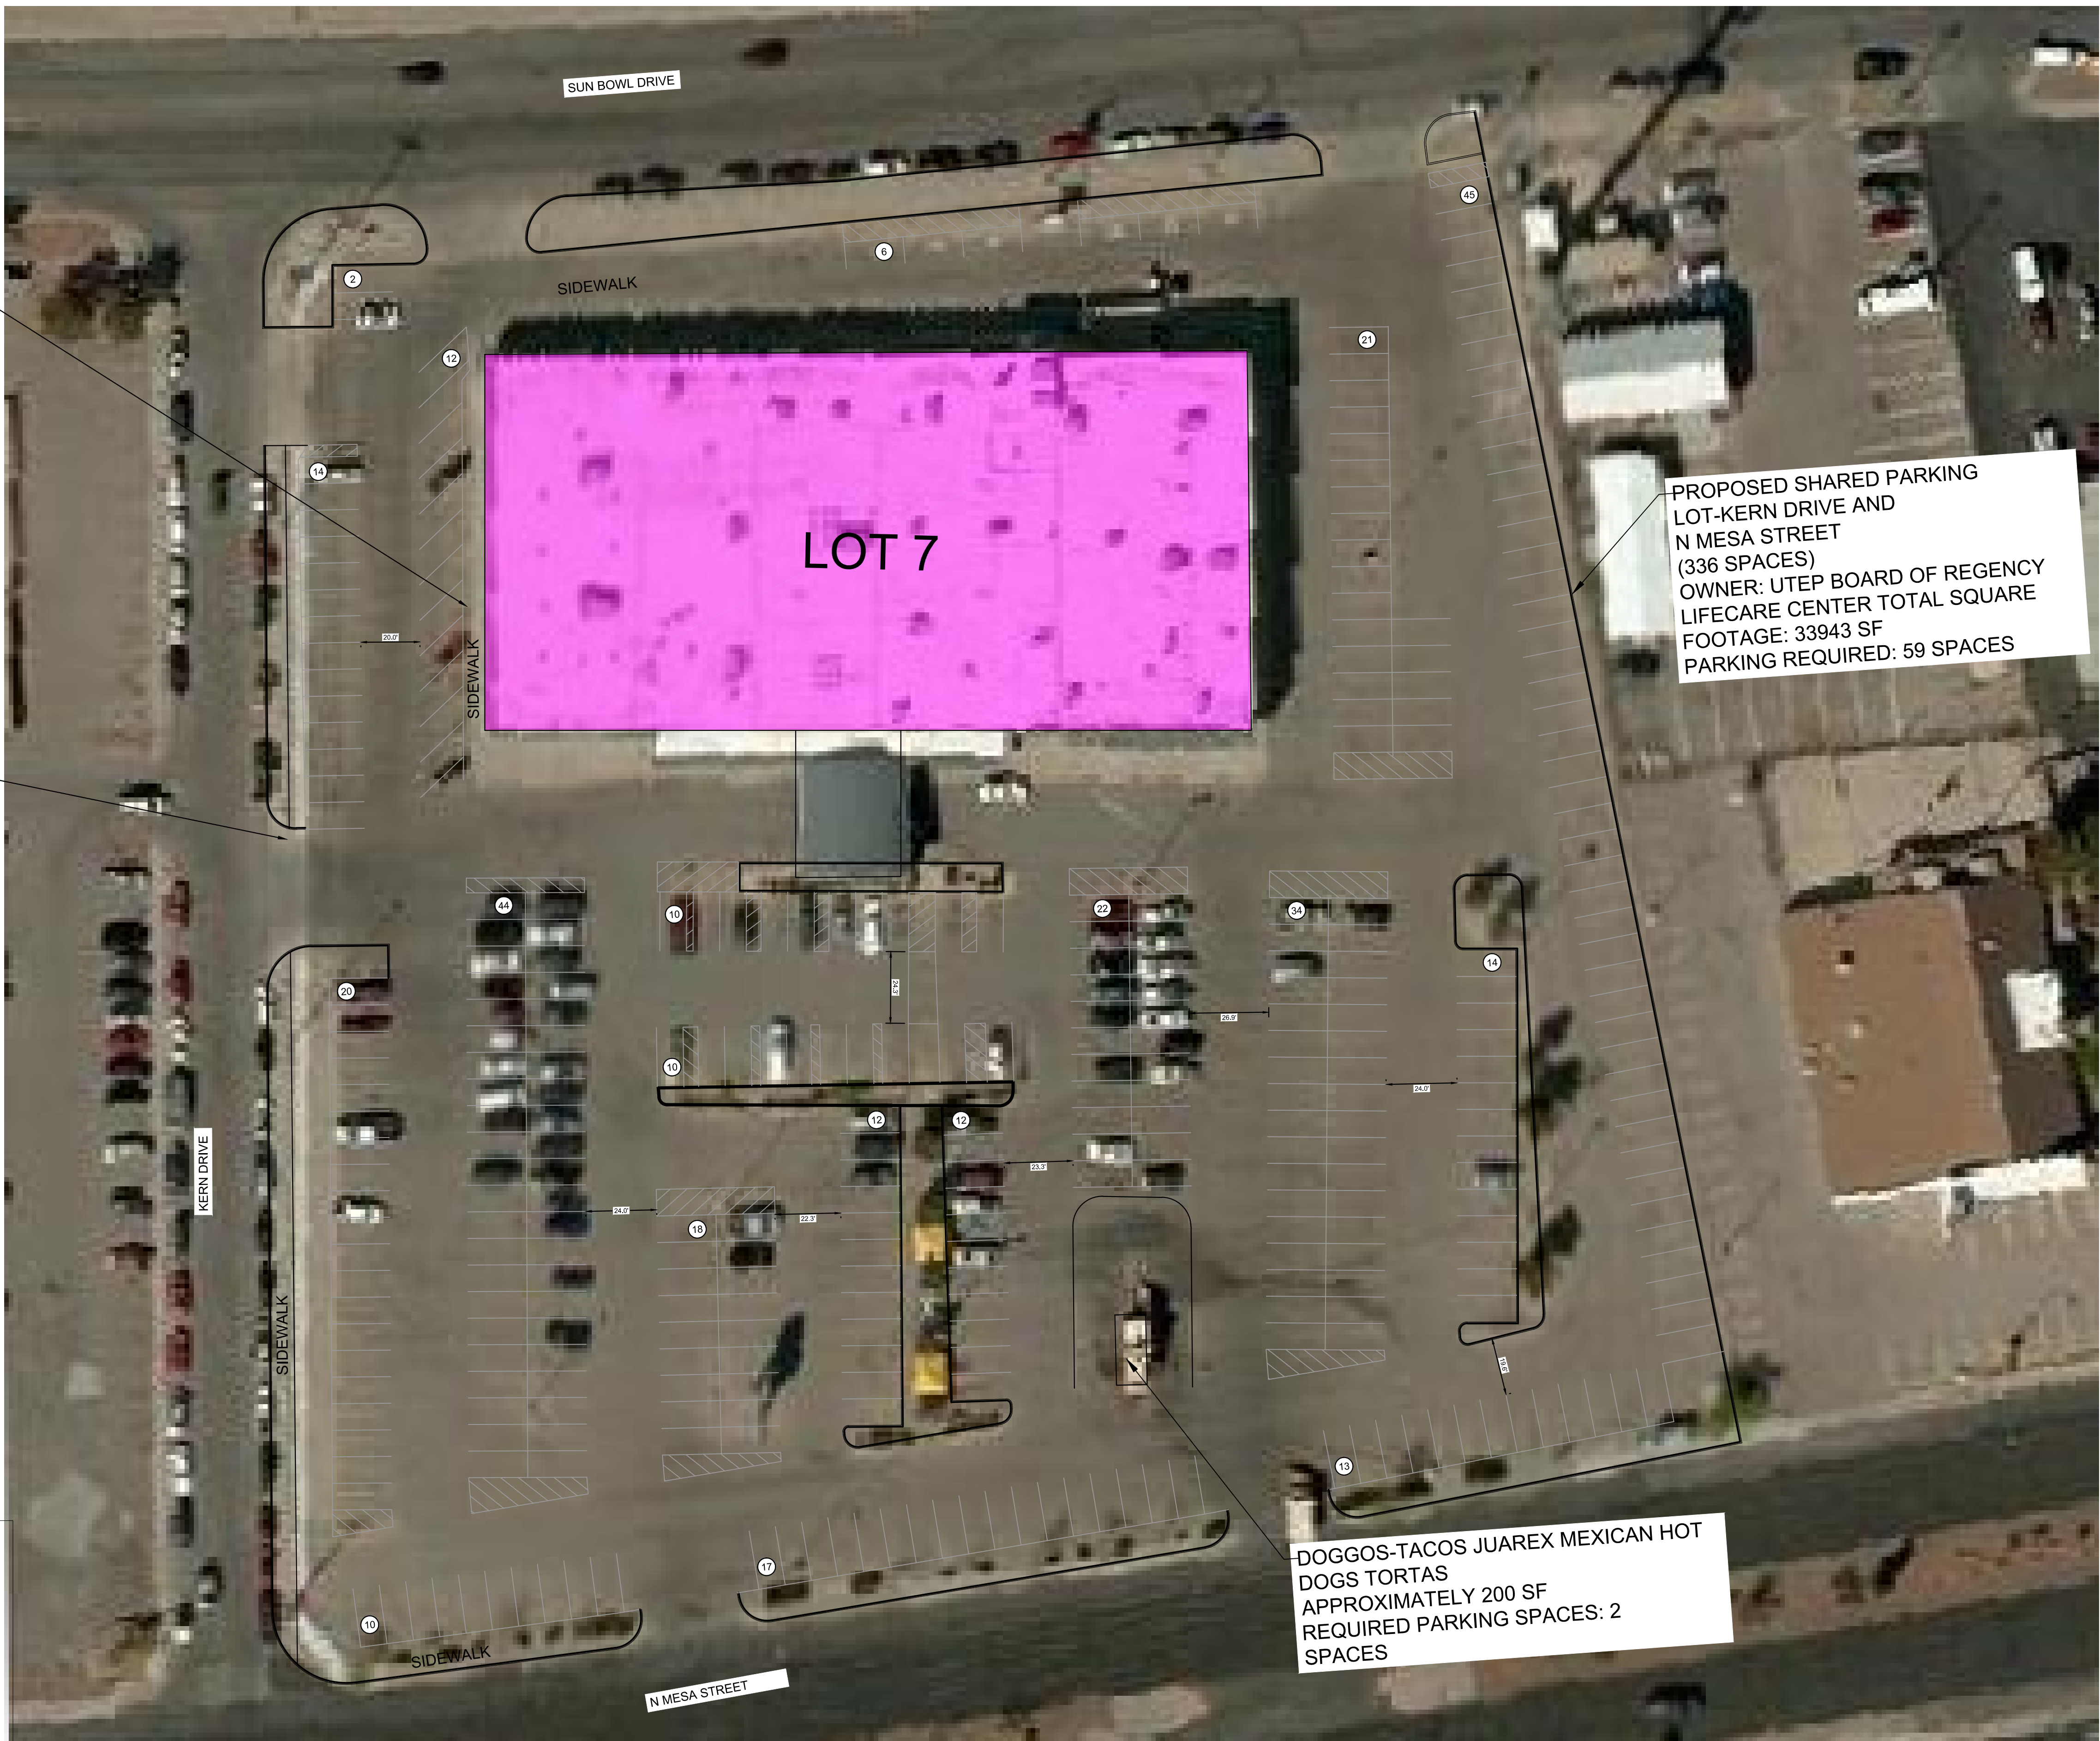 SUN BOWL DRIVE
45
6
2
SIDEWALK
12
21
14
PROPOSED SHARED PARKING
LOT-KERN DRIVE AND
N MESA STREET
(336 SPACES)
OWNER: UTEP BOARD OF REGENCY
LIFECARE CENTER TOTAL SQUARE
FOOTAGE: 33943 SF
PARKING REQUIRED: 59 SPACES
LOT 7
20.0'
SIDEWALK
44
10
22
34
14
20
24.3'
26.9'
10
24.0'
12
12
KERN DRIVE
23.3'
24.0'
22.3'
18
SIDEWALK
19.6'
13
17
10
SIDEWALK
DOGGOS-TACOS JUAREX MEXICAN HOT
DOGS TORTAS
APPROXIMATELY 200 SF
REQUIRED PARKING SPACES: 2
SPACES
N MESA STREET